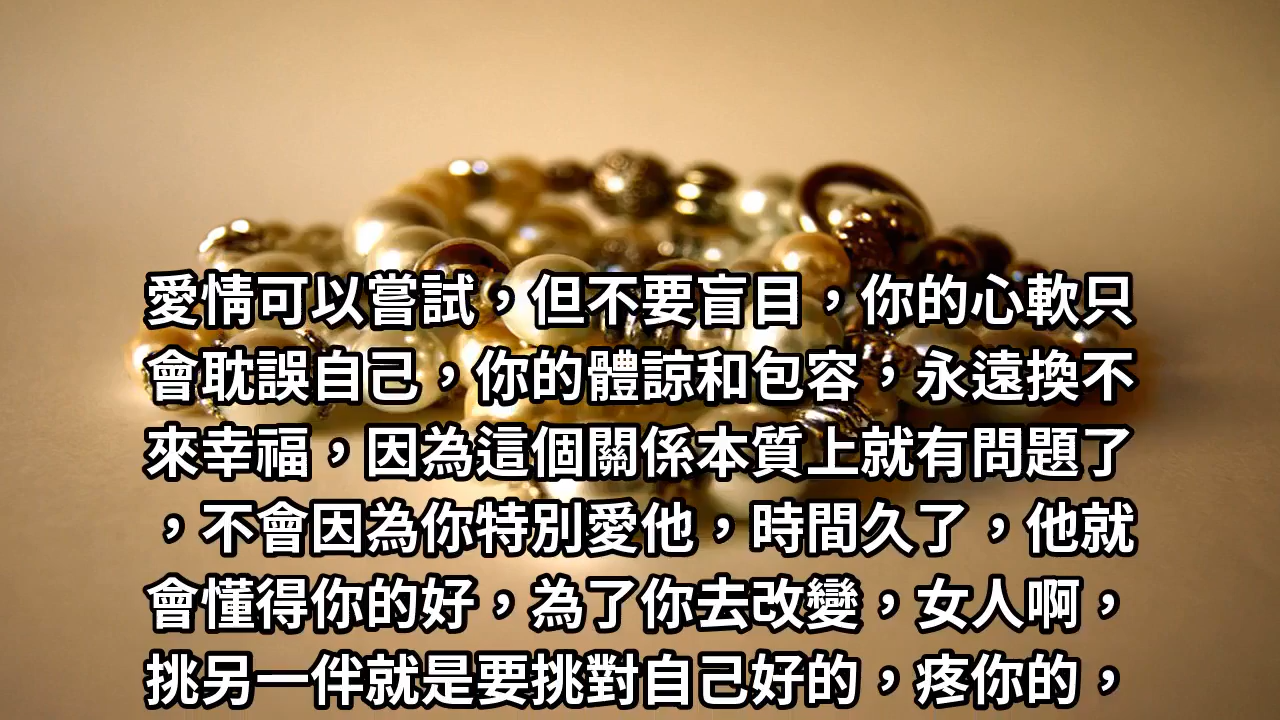 愛情可以嘗試，但不要盲目，你的心軟只
會耽誤自己，你的體諒和包容，永遠換不
來幸福，因為這個關係本質上就有問題了
，不會因為你特別愛他，時間久了，他就
會懂得你的好，為了你去改變，女人啊，
挑另一伴就是要挑對自己好的，疼你的，